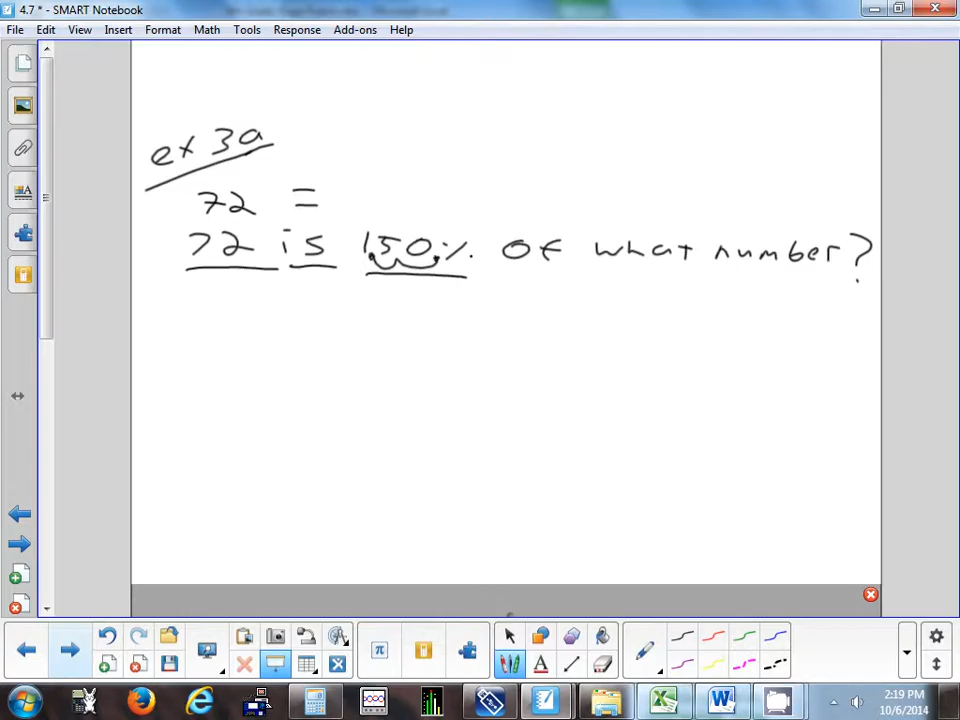 4.7 * - SMART Notebook
File Edit View Insert Format Math Tools Response Add-ons Help
ex 3a
72 =
72 is 150% of what number?
2:19 PM
10/6/2014